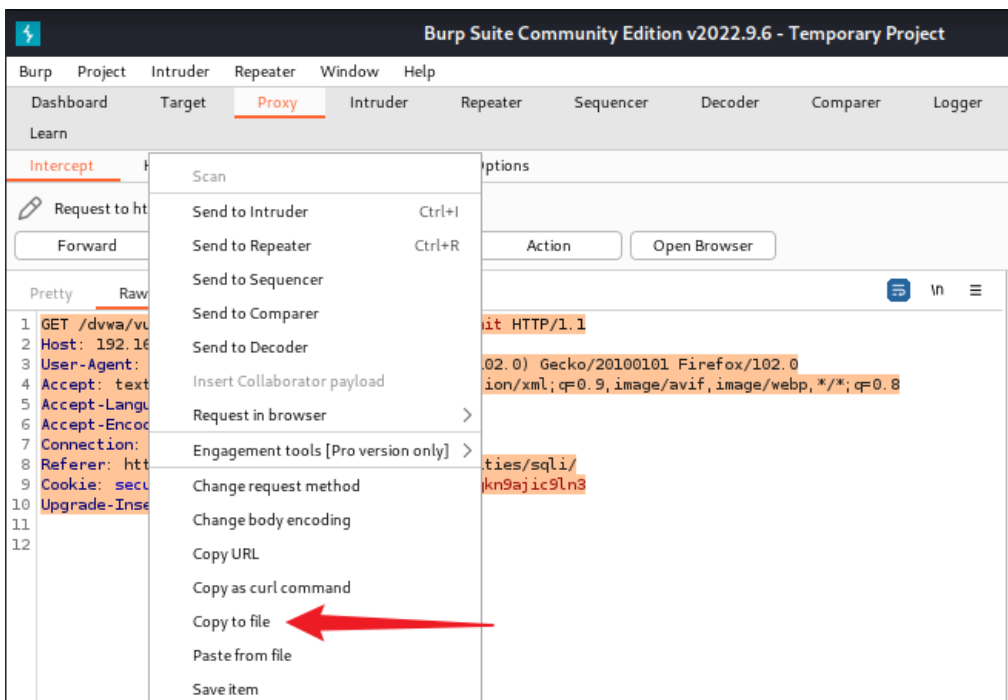 Burp Suite Community Edition v2022.9.6 - Temporary Project
Burp Project Intruder Repeater Window Help
Dashboard Target Proxy Intruder Repeater Sequencer Decoder Comparer Logger
Learn
Intercept Options
Request to ht
Forward Action Open Browser
Pretty Raw \n
Scan
Send to Intruder Ctrl+I
Send to Repeater Ctrl+R
Send to Sequencer
Send to Comparer
Send to Decoder
Insert Collaborator payload
Request in browser
Engagement tools [Pro version only]
Change request method
Change body encoding
Copy URL
Copy as curl command
Copy to file
Paste from file
Save item
1 GET /dvwa/vu it HTTP/1.1
2 Host: 192.16
3 User-Agent: .02.0) Gecko/20100101 Firefox/102.0
4 Accept: text ion/xml;q=0.9,image/avif,image/webp,*/*;q=0.8
5 Accept-Langu
6 Accept-Encod
7 Connection:
8 Referer: htt ties/sqli/
9 Cookie: secu kn9ajic9ln3
10 Upgrade-Inse
11
12